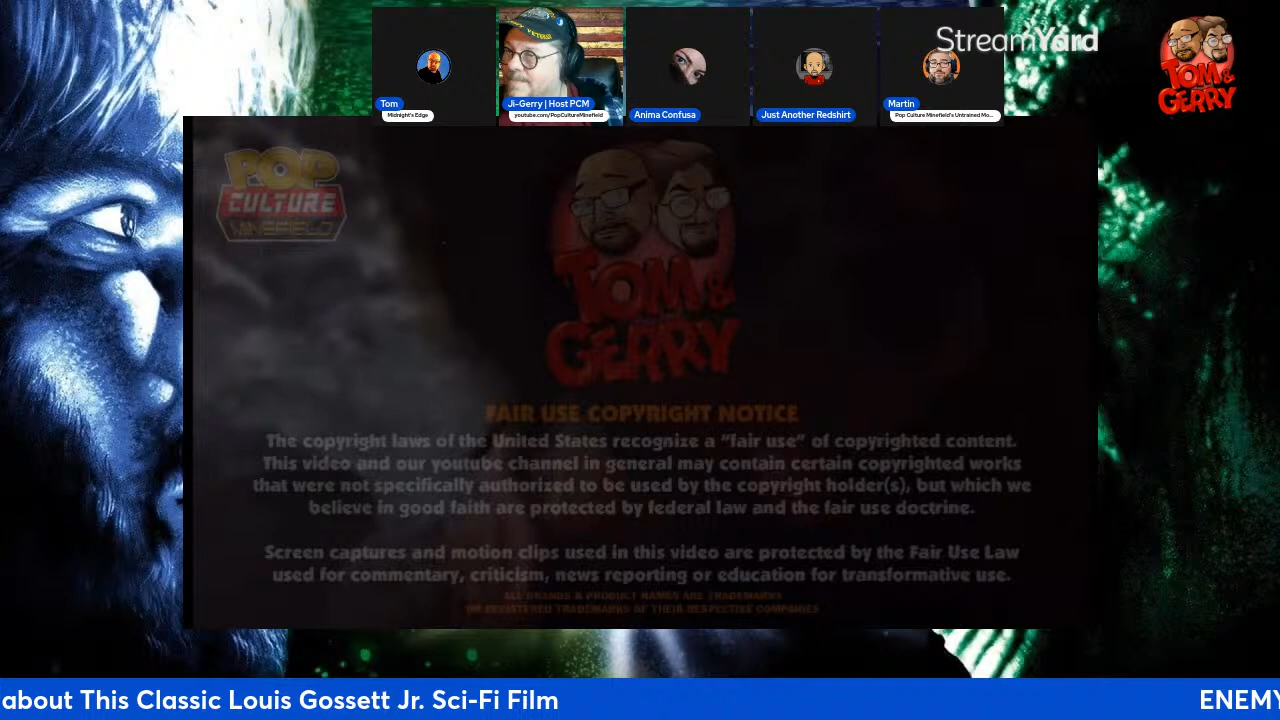 StreamYard
Tom
Midnight's Edge
Ji-Gerry | Host PCM
youtube.com/PopCultureMinefield
Anima Confusa
Just Another Redshirt
Martin
Pop Culture Minefield's Untrained Mo...
TOM &
GERRY
POP
CULTURE
MINEFIELD
TOM &
GERRY
FAIR USE COPYRIGHT NOTICE
The copyright laws of the United States recognize a "fair use" of copyrighted content.
This video and our youtube channel in general may contain certain copyrighted works
that were not specifically authorized to be used by the copyright holder(s), but which we
believe in good faith are protected by federal law and the fair use doctrine.
Screen captures and motion clips used in this video are protected by the Fair Use Law
used for commentary, criticism, news reporting or education for transformative use.
ALL BRANDS & PRODUCT NAMES ARE TRADEMARKS
OR REGISTERED TRADEMARKS OF THEIR RESPECTIVE COMPANIES
about This Classic Louis Gossett Jr. Sci-Fi Film
ENEMY